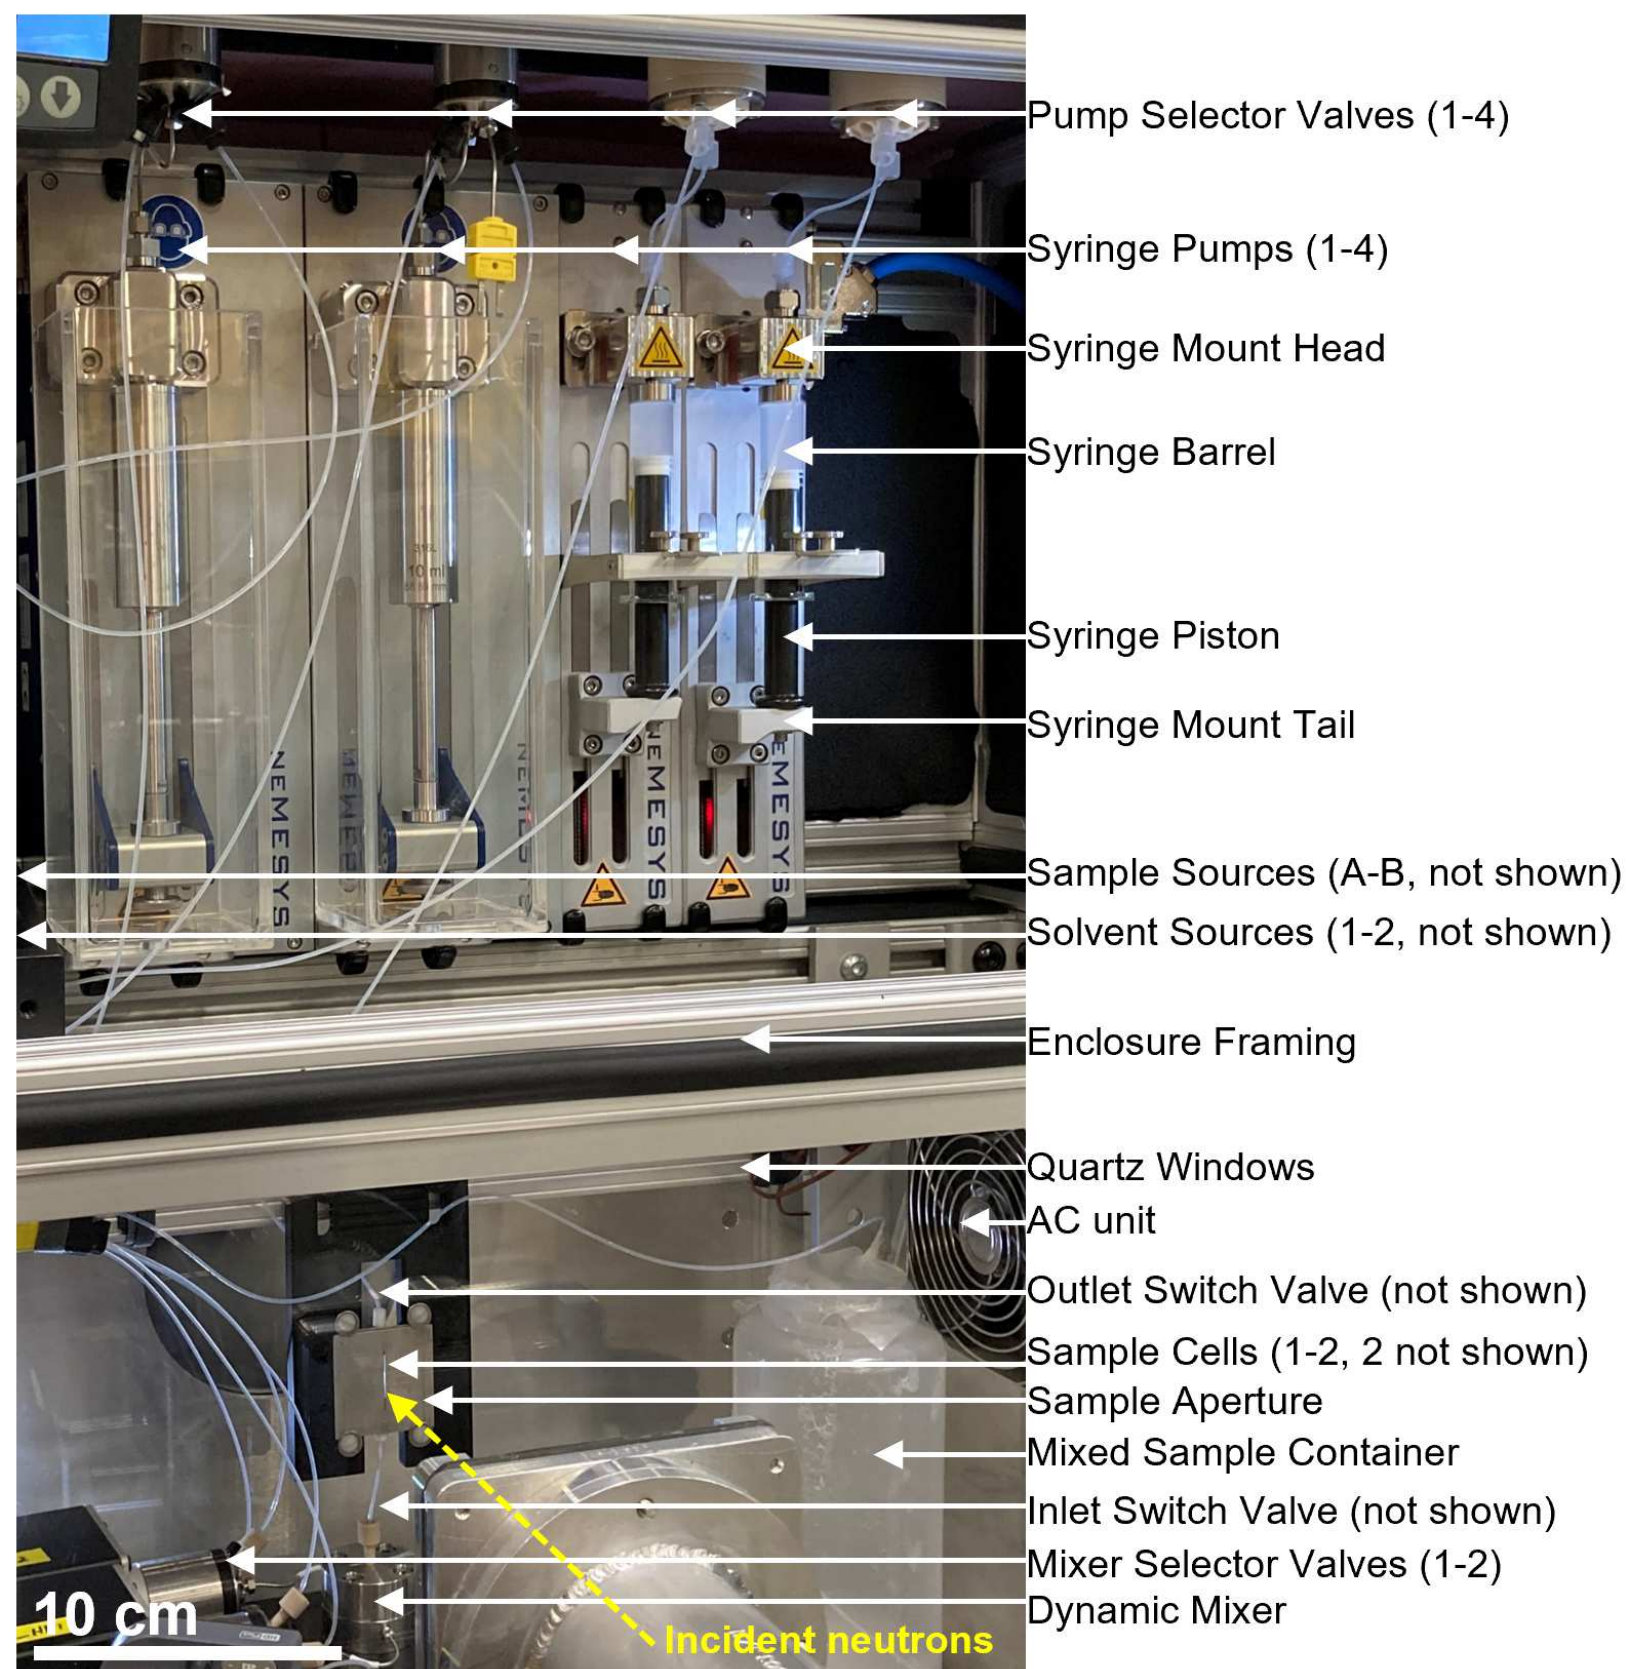 Pump Selector Valves (1-4)
Syringe Pumps (1-4)
Syringe Mount Head
Syringe Barrel
316L
10 ml
Syringe Piston
Syringe Mount Tail
NEMESYS
NEMESYS
NEMESYS
Sample Sources (A-B, not shown)
Solvent Sources (1-2, not shown)
Enclosure Framing
Quartz Windows
AC unit
Outlet Switch Valve (not shown)
Sample Cells (1-2, 2 not shown)
Sample Aperture
Mixed Sample Container
Inlet Switch Valve (not shown)
Mixer Selector Valves (1-2)
Dynamic Mixer
10 cm
Incident neutrons